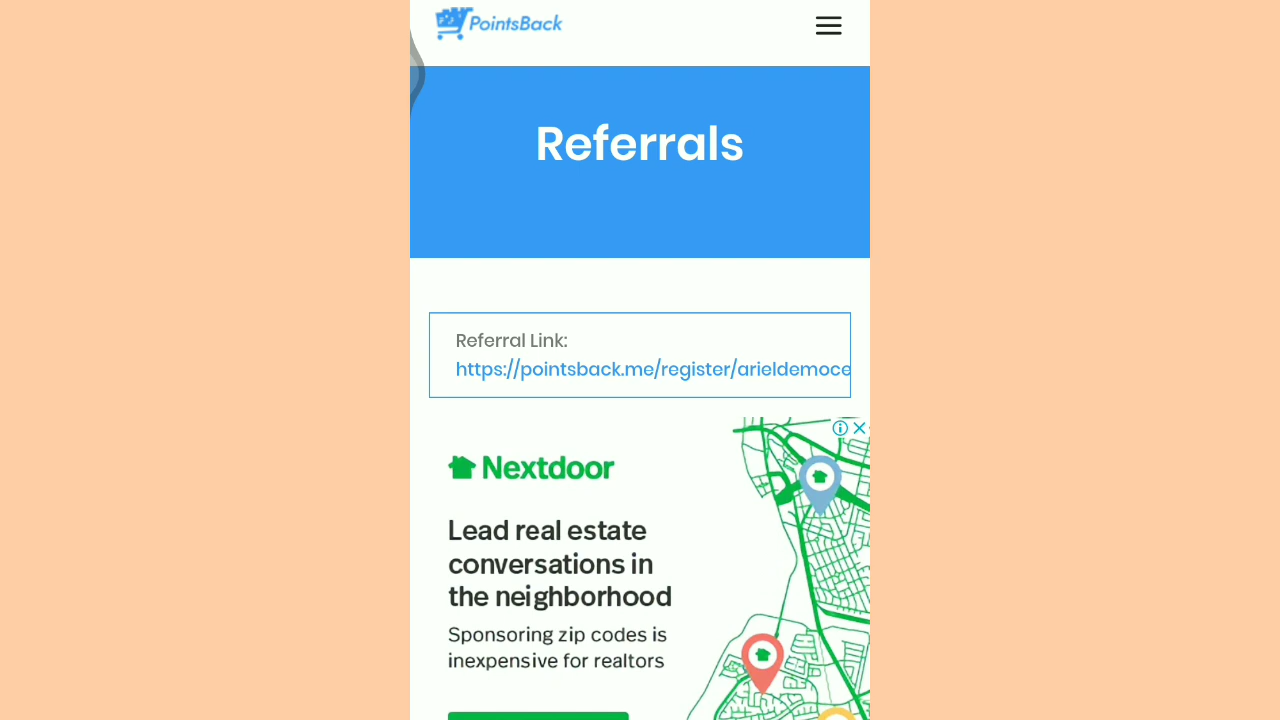 PointsBack
Referrals
Referral Link:
https://pointsback.me/register/arieldemoce
Nextdoor
Lead real estate
conversations in
the neighborhood
Sponsoring zip codes is
inexpensive for realtors